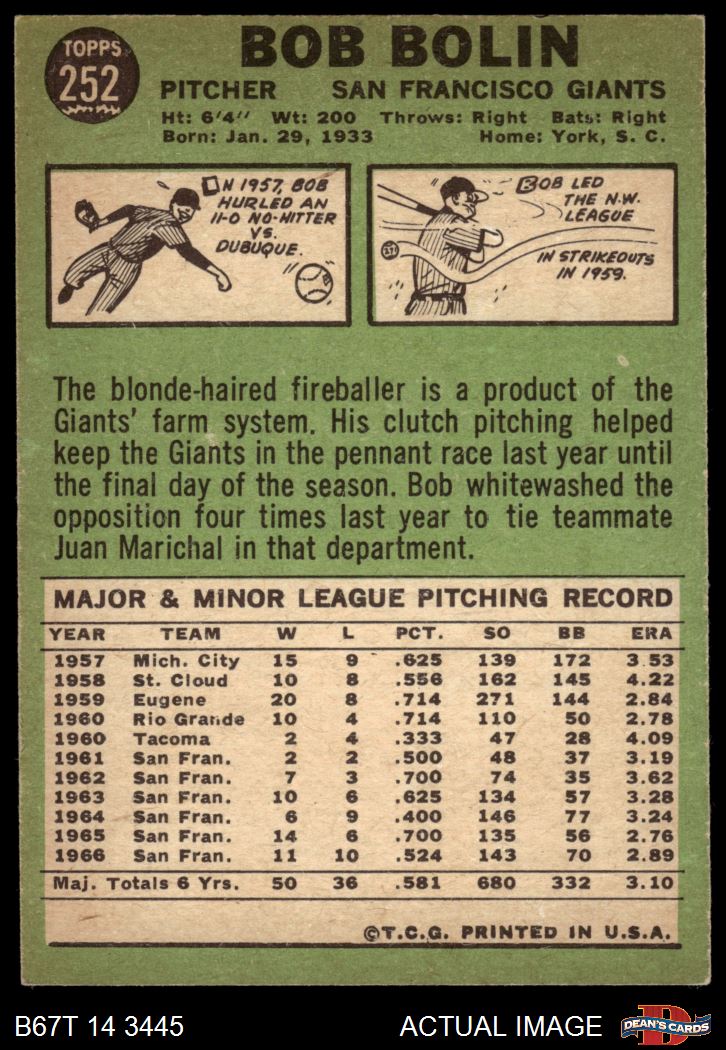 TOPPS
252
BOB BOLIN
PITCHER SAN FRANCISCO GIANTS
Ht: 6'4" Wt: 200 Throws: Right Bats: Right
Born: Jan. 29, 1933 Home: York, S. C.
IN 1957, BOB
HURLED AN
11-0 NO-HITTER
VS.
DUBUQUE.
BOB LED
THE N.W.
LEAGUE
IN STRIKEOUTS
IN 1959.
The blonde-haired fireballer is a product of the
Giants' farm system. His clutch pitching helped
keep the Giants in the pennant race last year until
the final day of the season. Bob whitewashed the
opposition four times last year to tie teammate
Juan Marichal in that department.
MAJOR & MINOR LEAGUE PITCHING RECORD
YEAR TEAM W L PCT. SO BB ERA
1957 Mich. City 15 9 .625 139 172 3.53
1958 St. Cloud 10 8 .556 162 145 4.22
1959 Eugene 20 8 .714 271 144 2.84
1960 Rio Grande 10 4 .714 110 50 2.78
1960 Tacoma 2 4 .333 47 28 4.09
1961 San Fran. 2 2 .500 48 37 3.19
1962 San Fran. 7 3 .700 74 35 3.62
1963 San Fran. 10 6 .625 134 57 3.28
1964 San Fran. 6 9 .400 146 77 3.24
1965 San Fran. 14 6 .700 135 56 2.76
1966 San Fran. 11 10 .524 143 70 2.89
Maj. Totals 6 Yrs. 50 36 .581 680 332 3.10
©T.C.G. PRINTED IN U.S.A.
B67T 14 3445 ACTUAL IMAGE
DEAN'S CARDS